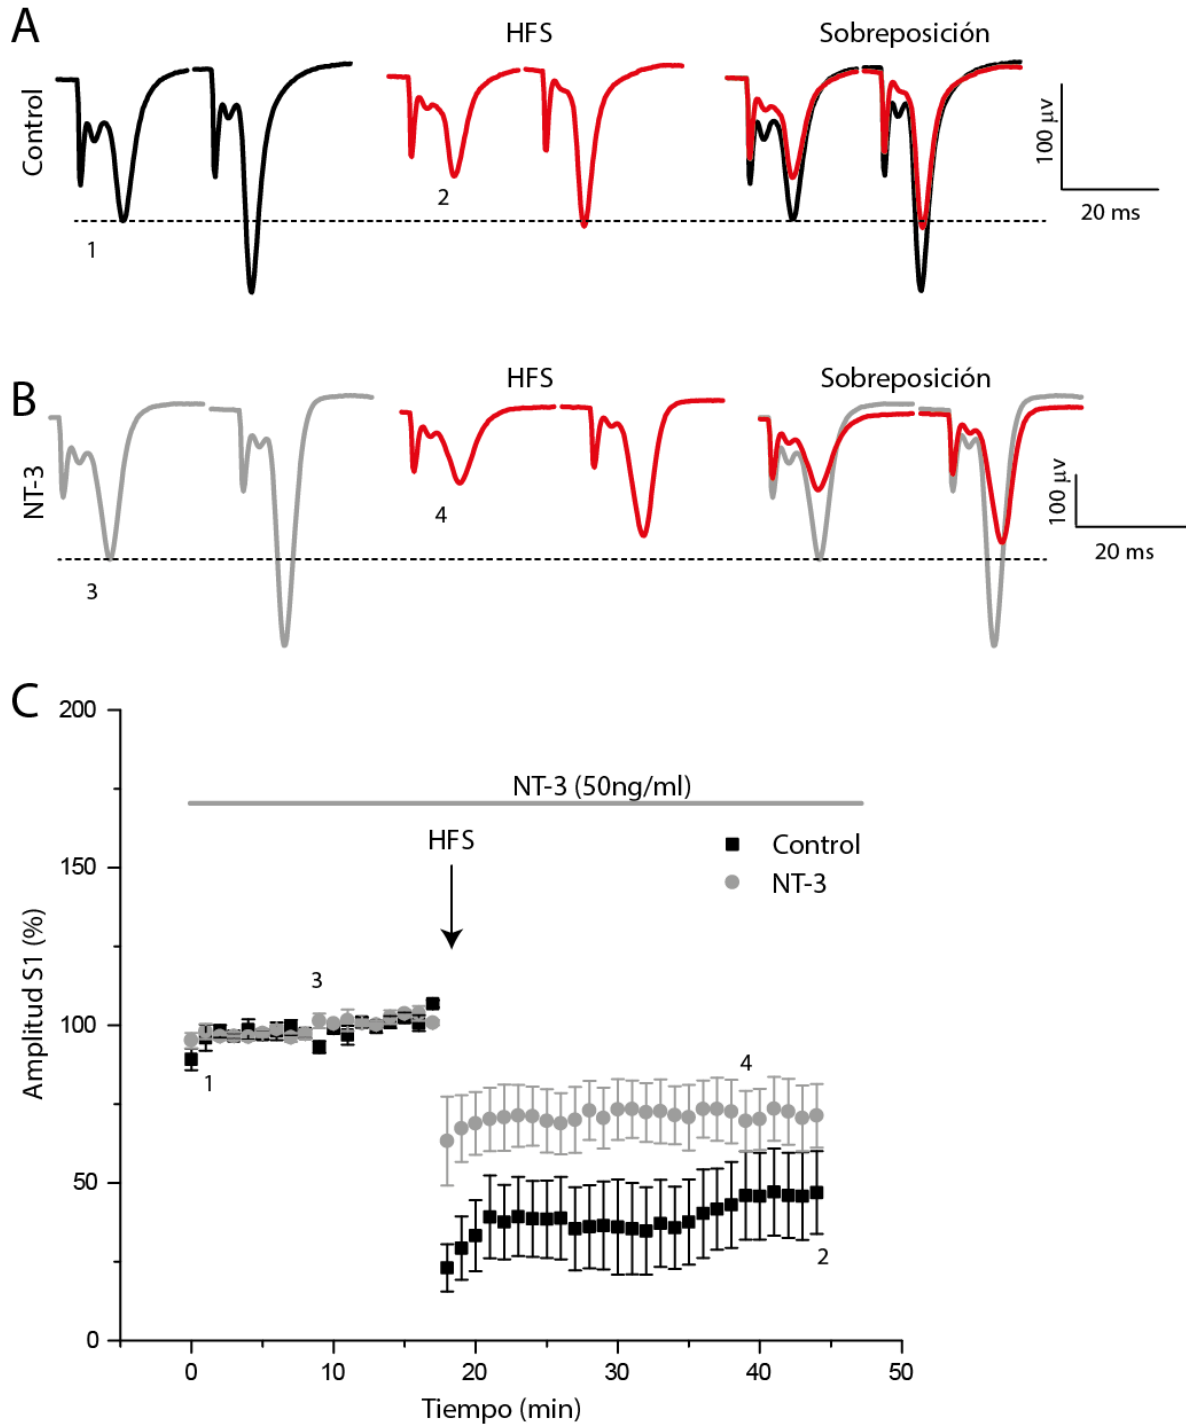 A
HFS
Sobreposición
Control
1
2
100 μv
20 ms
B
HFS
Sobreposición
NT-3
3
4
100 μv
20 ms
C
200
150
100
50
0
Amplitud S1 (%)
NT-3 (50ng/ml)
HFS
Control
NT-3
1
3
4
2
0
10
20
30
40
50
Tiempo (min)